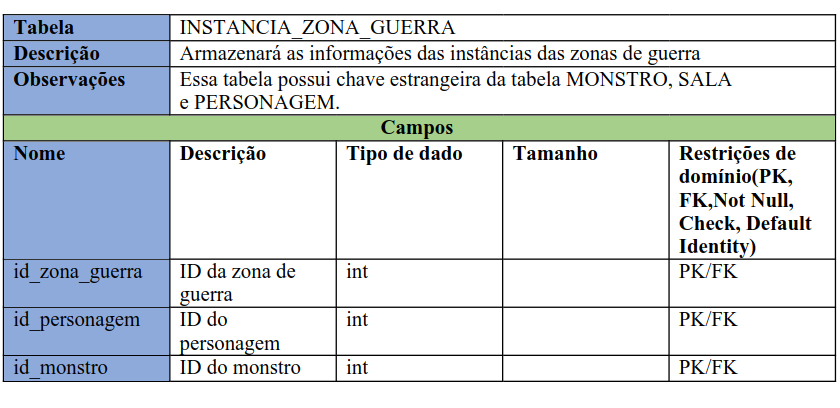 Tabela INSTANCIA_ZONA_GUERRA
Descrição Armazenará as informações das instâncias das zonas de guerra
Observações Essa tabela possui chave estrangeira da tabela MONSTRO, SALA
e PERSONAGEM.
Campos
Nome Descrição Tipo de dado Tamanho Restrições de
domínio(PK,
FK,Not Null,
Check, Default
Identity)
id_zona_guerra ID da zona de int PK/FK
guerra
id_personagem ID do int PK/FK
personagem
id_monstro ID do monstro int PK/FK